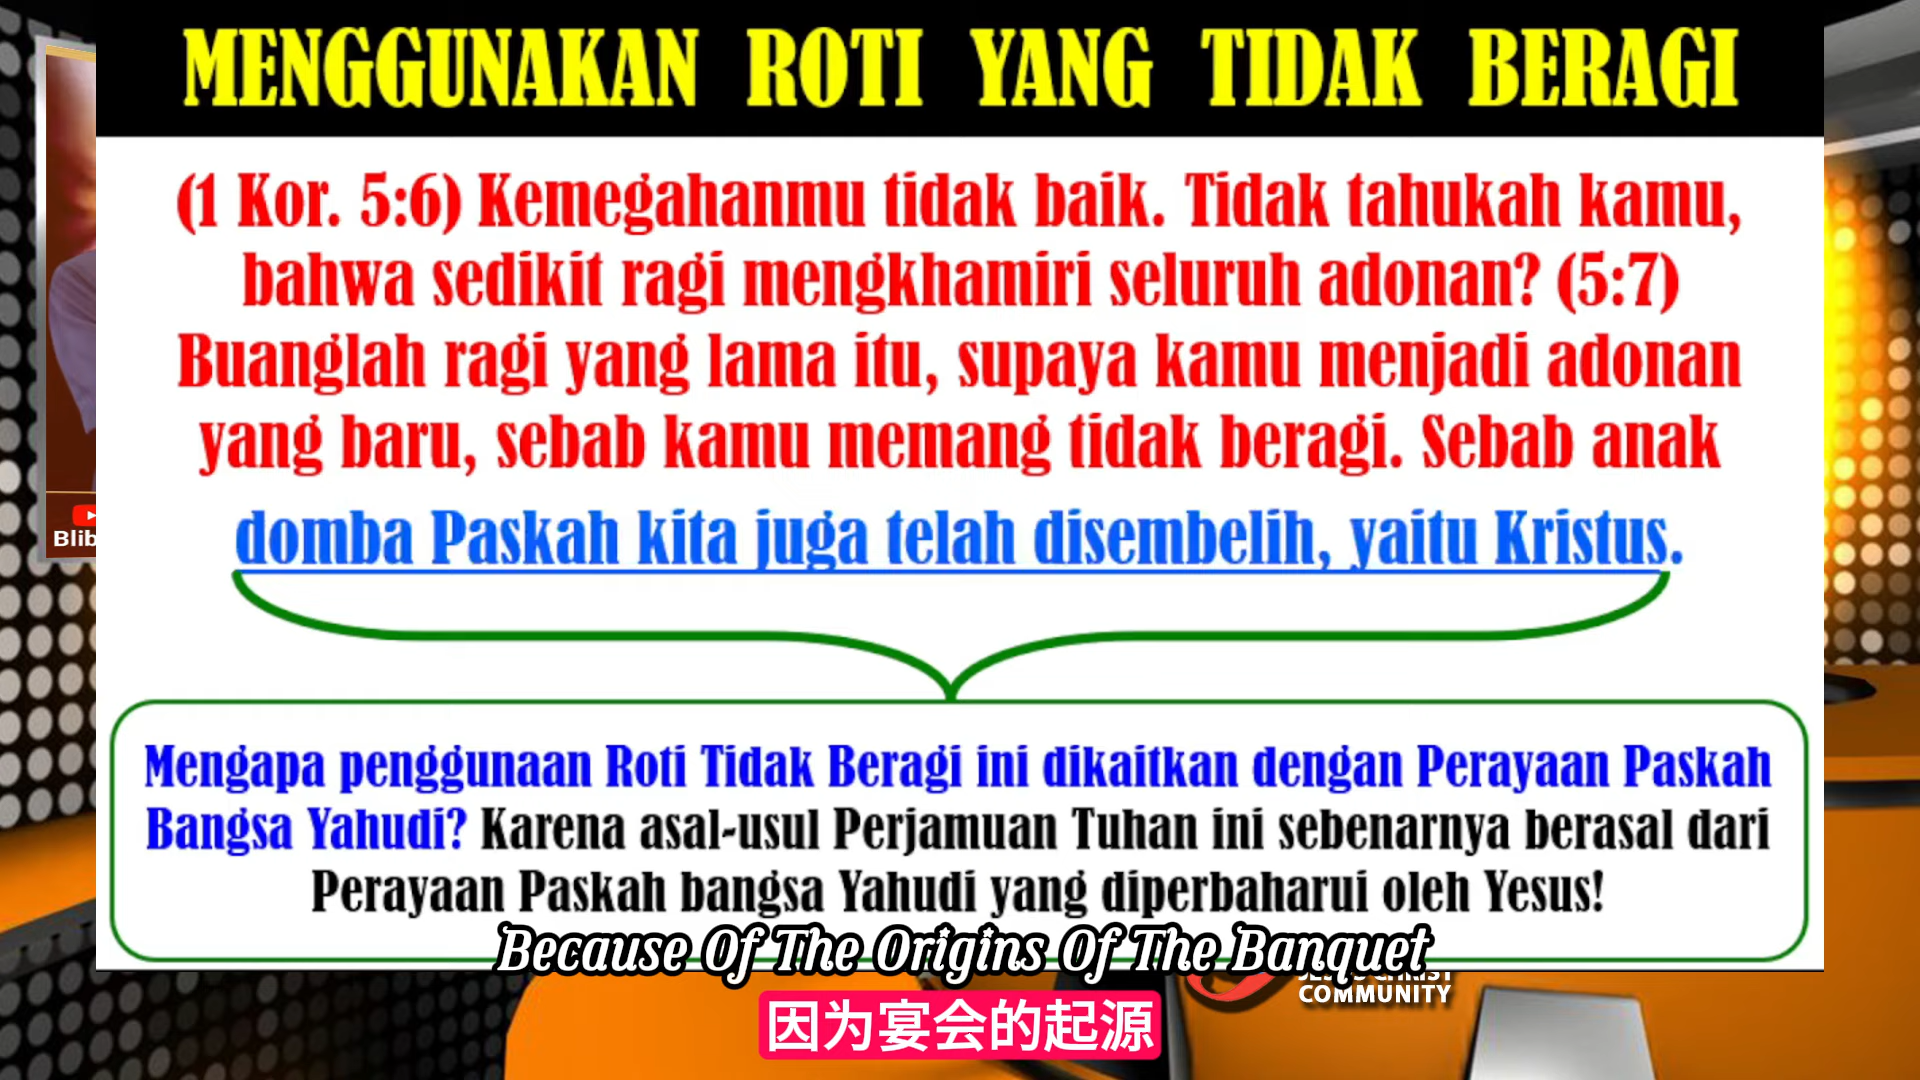 MENGGUNAKAN ROTI YANG TIDAK BERAGI
(1 Kor. 5:6) Kemegahanmu tidak baik. Tidak tahukah kamu,
bahwa sedikit ragi mengkhamiri seluruh adonan? (5:7)
Buanglah ragi yang lama itu, supaya kamu menjadi adonan
yang baru, sebab kamu memang tidak beragi. Sebab anak
domba Paskah kita juga telah disembelih, yaitu Kristus.
Blib
Mengapa penggunaan Roti Tidak Beragi ini dikaitkan dengan Perayaan Paskah
Bangsa Yahudi? Karena asal-usul Perjamuan Tuhan ini sebenarnya berasal dari
Perayaan Paskah bangsa Yahudi yang diperbaharui oleh Yesus!
Because Of The Origins Of The Banquet
COMMUNITY
因为宴会的起源